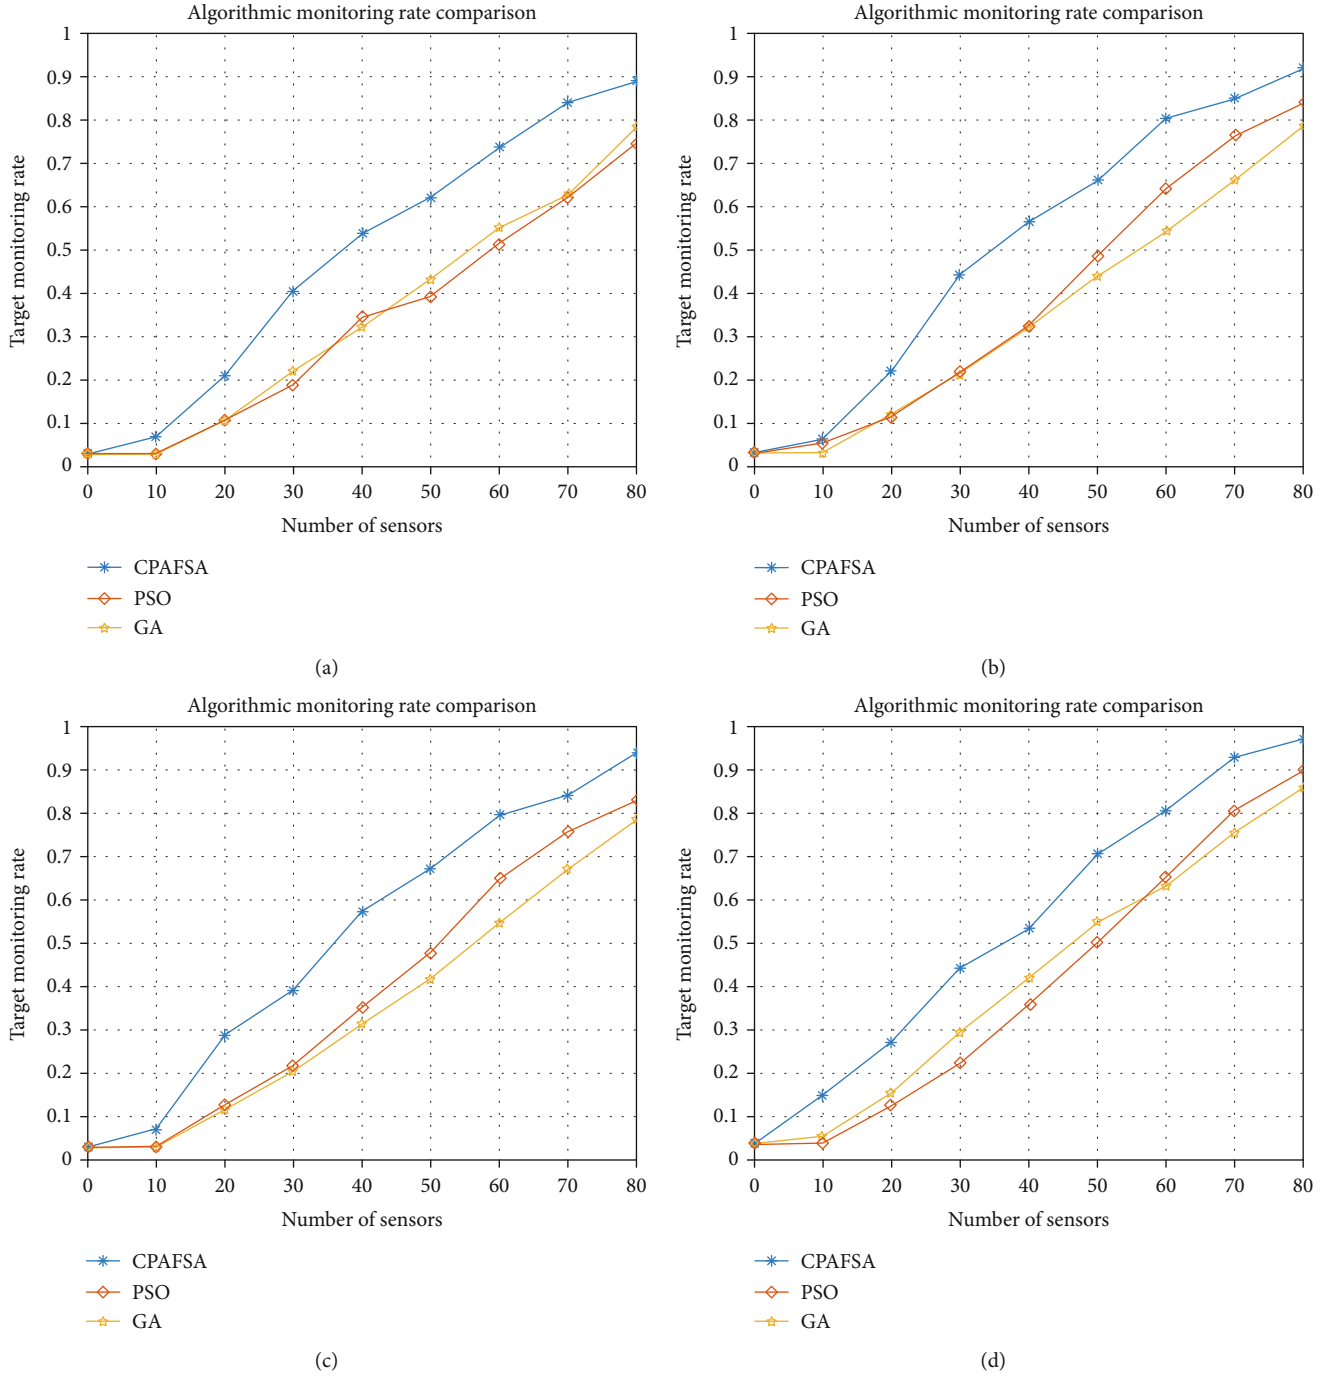 Algorithmic monitoring rate comparison
1
0.9
0.8
0.7
0.6
0.5
0.4
0.3
0.2
0.1
0
Target monitoring rate
0 10 20 30 40 50 60 70 80
Number of sensors
CPAFSA
PSO
GA
(a)
Algorithmic monitoring rate comparison
1
0.9
0.8
0.7
0.6
0.5
0.4
0.3
0.2
0.1
0
Target monitoring rate
0 10 20 30 40 50 60 70 80
Number of sensors
CPAFSA
PSO
GA
(b)
Algorithmic monitoring rate comparison
1
0.9
0.8
0.7
0.6
0.5
0.4
0.3
0.2
0.1
0
Target monitoring rate
0 10 20 30 40 50 60 70 80
Number of sensors
CPAFSA
PSO
GA
(c)
Algorithmic monitoring rate comparison
1
0.9
0.8
0.7
0.6
0.5
0.4
0.3
0.2
0.1
0
Target monitoring rate
0 10 20 30 40 50 60 70 80
Number of sensors
CPAFSA
PSO
GA
(d)